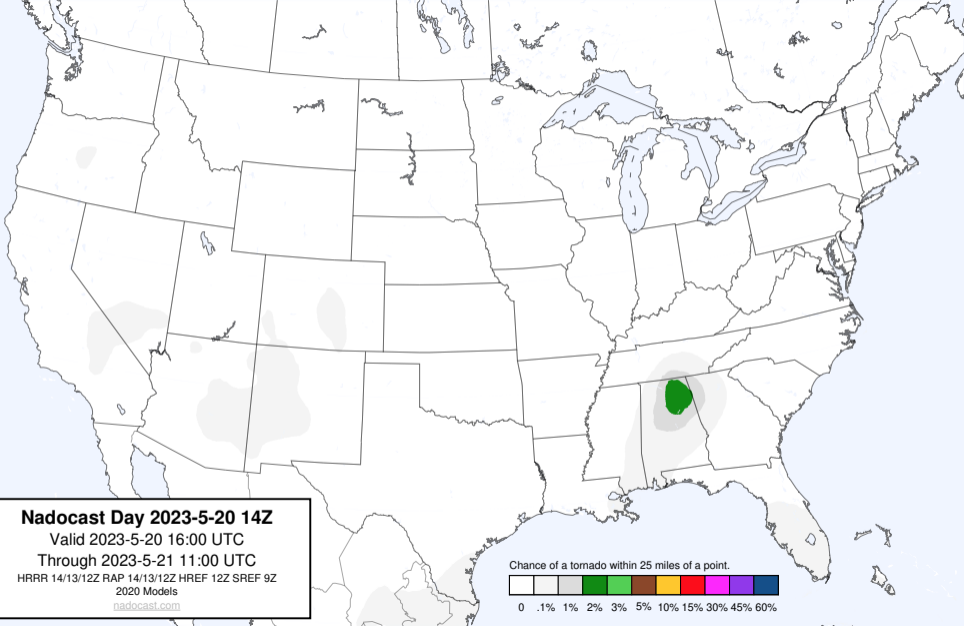 Nadocast Day 2023-5-20 14Z
Valid 2023-5-20 16:00 UTC
Through 2023-5-21 11:00 UTC
HRRR 14/13/12Z RAP 14/13/12Z HREF 12Z SREF 9Z
2020 Models
nadocast.com
Chance of a tornado within 25 miles of a point.
0 .1% 1% 2% 3% 5% 10% 15% 30% 45% 60%